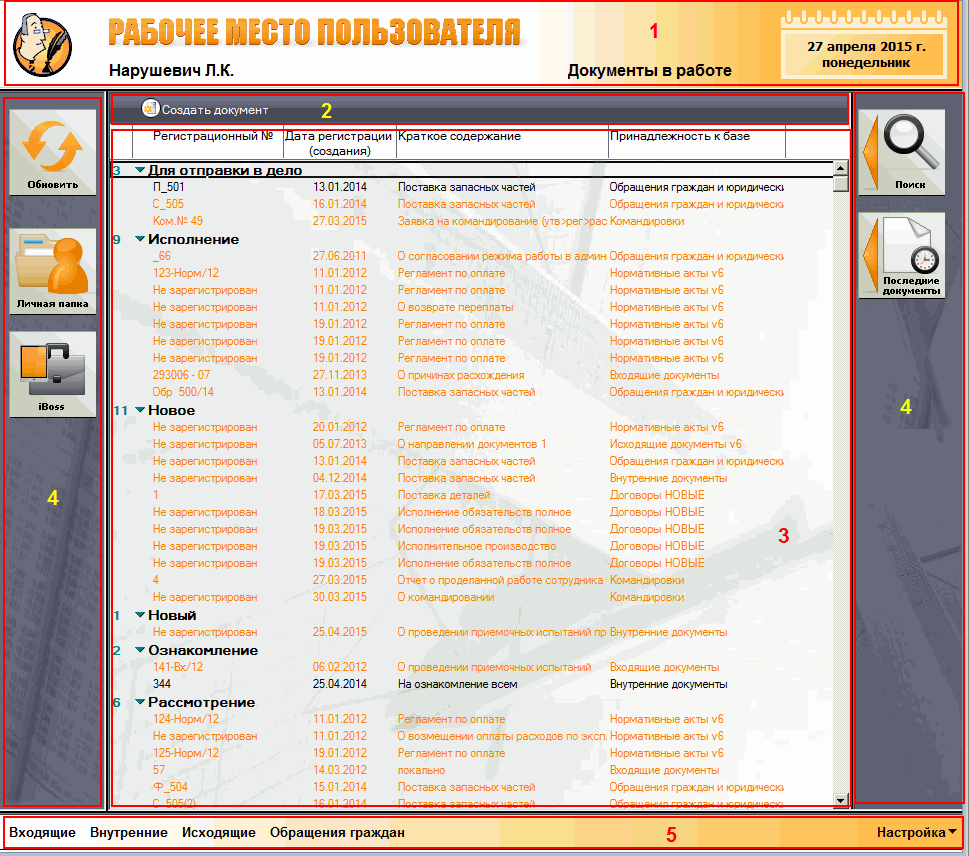 РАБОЧЕЕ МЕСТО ПОЛЬЗОВАТЕЛЯ
1
27 апреля 2015 г.
понедельник
Нарушевич Л.К.
Документы в работе
Создать документ
2
Обновить
Личная папка
iBoss
4
Регистрационный № Дата регистрации (создания) Краткое содержание Принадлежность к базе
3 Для отправки в дело
П_501 13.01.2014 Поставка запасных частей Обращения граждан и юридически
С_505 16.01.2014 Поставка запасных частей Обращения граждан и юридически
Ком.№ 49 27.03.2015 Заявка на командирование (утв>рег>рас Командировки
9 Исполнение
_66 27.06.2011 О согласовании режима работы в админ Обращения граждан и юридически
123-Норм/12 11.01.2012 Регламент по оплате Нормативные акты v6
Не зарегистрирован 11.01.2012 Регламент по оплате Нормативные акты v6
Не зарегистрирован 11.01.2012 О возврате переплаты Нормативные акты v6
Не зарегистрирован 19.01.2012 Регламент по оплате Нормативные акты v6
Не зарегистрирован 19.01.2012 Регламент по оплате Нормативные акты v6
Не зарегистрирован 19.01.2012 Регламент по оплате Нормативные акты v6
293006 - 07 27.11.2013 О причинах расхождения Входящие документы
Обр 500/14 13.01.2014 Поставка запасных частей Обращения граждан и юридически
11 Новое
Не зарегистрирован 20.01.2012 Регламент по оплате Нормативные акты v6
Не зарегистрирован 05.07.2013 О направлении документов 1 Исходящие документы v6
Не зарегистрирован 13.01.2014 Поставка запасных частей Обращения граждан и юридически
Не зарегистрирован 04.12.2014 Поставка запасных частей Внутренние документы
1 17.03.2015 Поставка деталей Договоры НОВЫЕ
Не зарегистрирован 18.03.2015 Исполнение обязательств полное Договоры НОВЫЕ
Не зарегистрирован 19.03.2015 Исполнение обязательств полное Договоры НОВЫЕ
Не зарегистрирован 19.03.2015 Исполнительное производство Договоры НОВЫЕ
Не зарегистрирован 19.03.2015 Исполнение обязательств полное Договоры НОВЫЕ
4 27.03.2015 Отчет о проделанной работе сотрудника Командировки
Не зарегистрирован 30.03.2015 О командировании Командировки
1 Новый
Не зарегистрирован 25.04.2015 О проведении приемочных испытаний пр Внутренние документы
2 Ознакомление
141-Вх/12 06.02.2012 О проведении приемочных испытаний Входящие документы
344 25.04.2014 На ознакомление всем Внутренние документы
6 Рассмотрение
124-Норм/12 11.01.2012 Регламент по оплате Нормативные акты v6
Не зарегистрирован 11.01.2012 О возмещении оплаты расходов по эксп Нормативные акты v6
125-Норм/12 19.01.2012 Регламент по оплате Нормативные акты v6
57 14.03.2012 локально Входящие документы
Ф_504 15.01.2014 Поставка запасных частей Обращения граждан и юридически
С_505(2) 16.01.2014 Поставка запасных частей Обращения граждан и юридически
3
Поиск
Последние
документы
4
Входящие Внутренние Исходящие Обращения граждан 5 Настройка